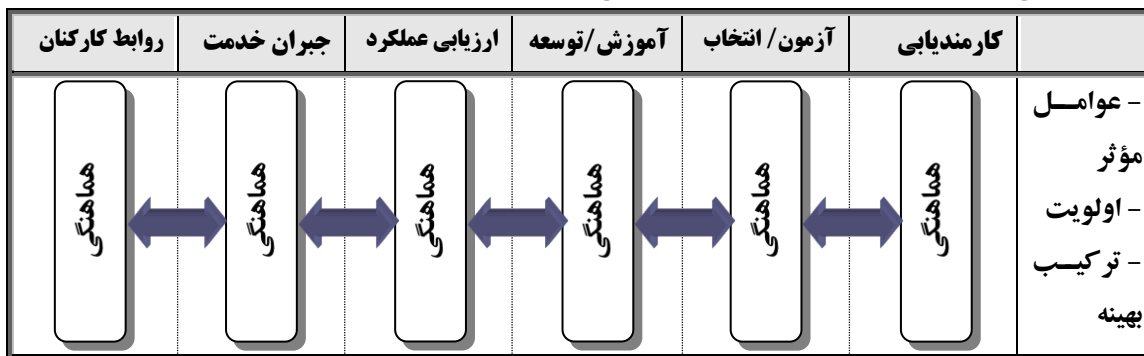 کارمندیابی
آزمون/ انتخاب
آموزش/توسعه
ارزیابی عملکرد
جبران خدمت
روابط کارکنان
- عوامل
مؤثر
- اولویت
- ترکیب
بهینه
هماهنگی
هماهنگی
هماهنگی
هماهنگی
هماهنگی
هماهنگی